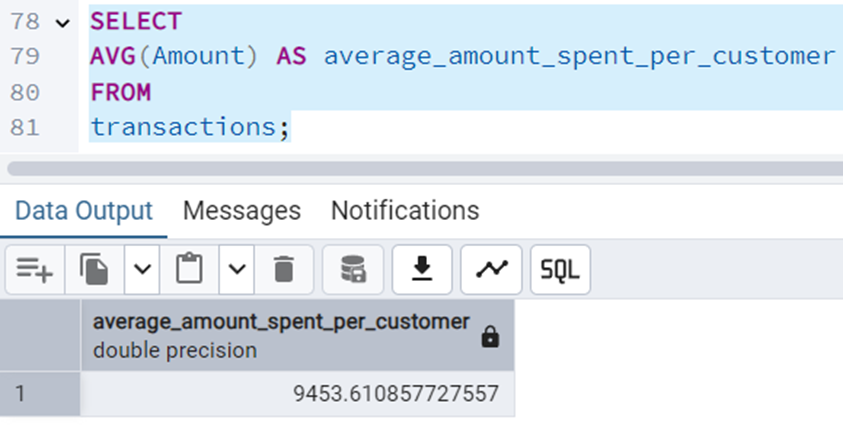 78 SELECT
79 AVG(Amount) AS average_amount_spent_per_customer
80 FROM
81 transactions;
Data Output Messages Notifications
SQL
average_amount_spent_per_customer
double precision
1 9453.610857727557